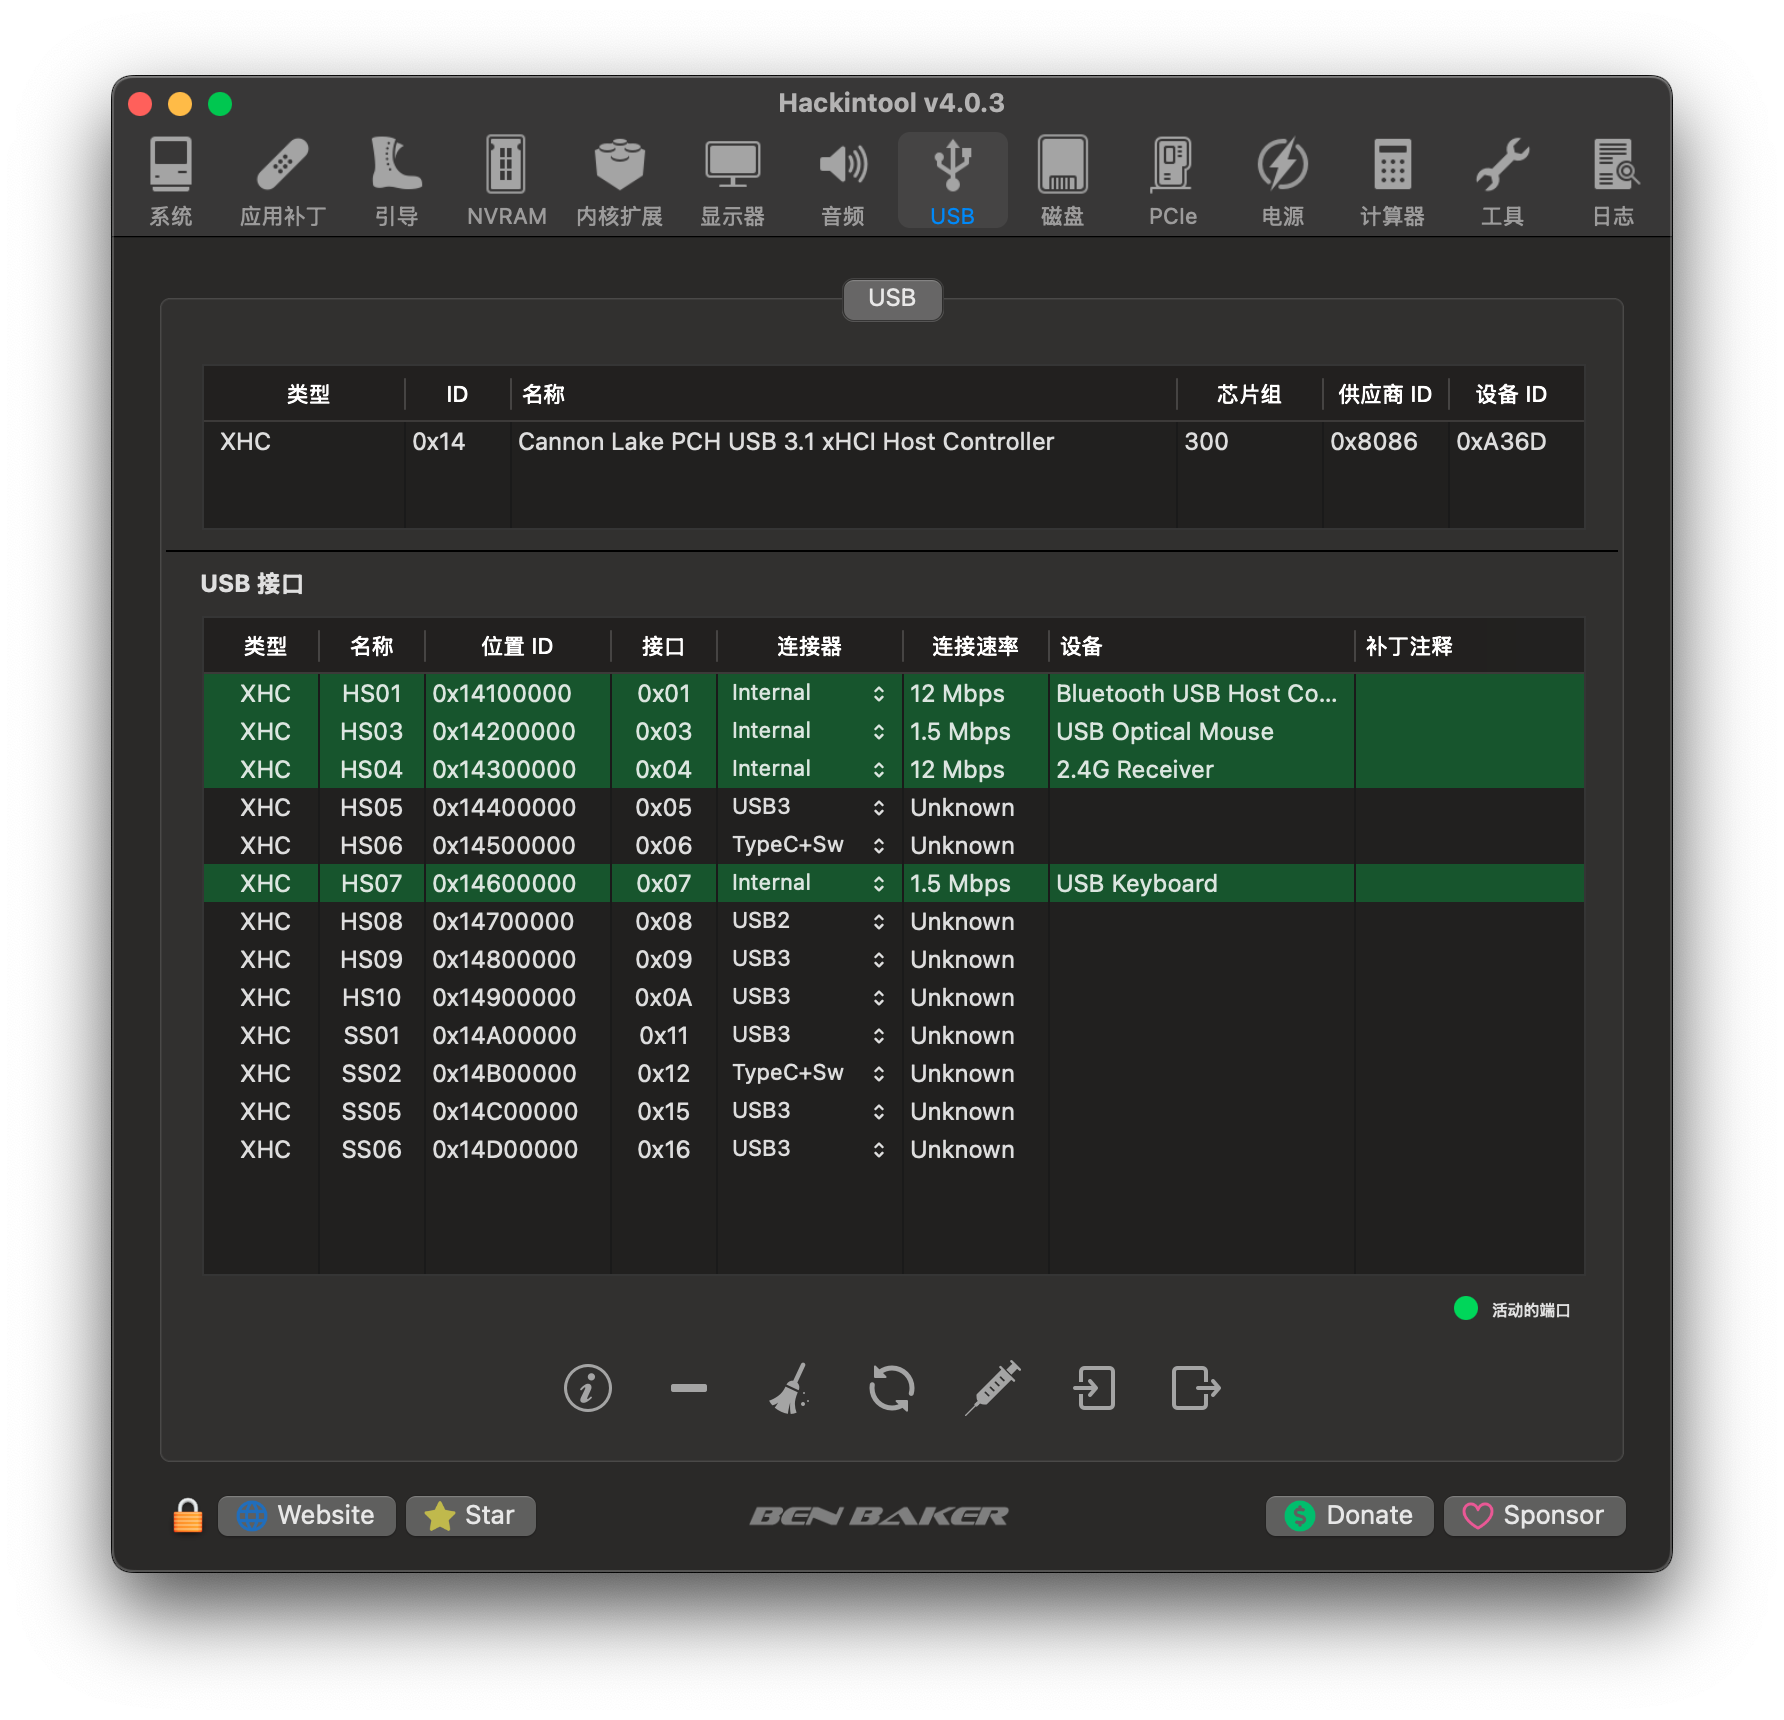 Hackintool v4.0.3
系统 应用补丁 引导 NVRAM 内核扩展 显示器 音频 USB 磁盘 PCIe 电源 计算器 工具 日志
USB
类型 ID 名称 芯片组 供应商 ID 设备 ID
XHC 0x14 Cannon Lake PCH USB 3.1 xHCI Host Controller 300 0x8086 0xA36D
USB 接口
类型 名称 位置 ID 接口 连接器 连接速率 设备 补丁注释
XHC HS01 0x14100000 0x01 Internal 12 Mbps Bluetooth USB Host Co...
XHC HS03 0x14200000 0x03 Internal 1.5 Mbps USB Optical Mouse
XHC HS04 0x14300000 0x04 Internal 12 Mbps 2.4G Receiver
XHC HS05 0x14400000 0x05 USB3 Unknown
XHC HS06 0x14500000 0x06 TypeC+Sw Unknown
XHC HS07 0x14600000 0x07 Internal 1.5 Mbps USB Keyboard
XHC HS08 0x14700000 0x08 USB2 Unknown
XHC HS09 0x14800000 0x09 USB3 Unknown
XHC HS10 0x14900000 0x0A USB3 Unknown
XHC SS01 0x14A00000 0x11 USB3 Unknown
XHC SS02 0x14B00000 0x12 TypeC+Sw Unknown
XHC SS05 0x14C00000 0x15 USB3 Unknown
XHC SS06 0x14D00000 0x16 USB3 Unknown
活动的端口
Website Star BEN BAKER Donate Sponsor